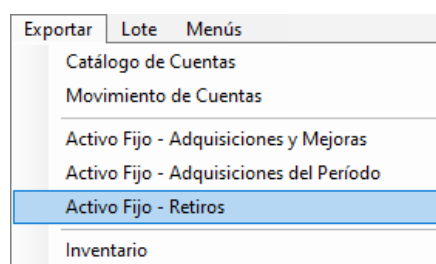 Exportar Lote Menús
Catálogo de Cuentas
Movimiento de Cuentas
Activo Fijo - Adquisiciones y Mejoras
Activo Fijo - Adquisiciones del Período
Activo Fijo - Retiros
Inventario